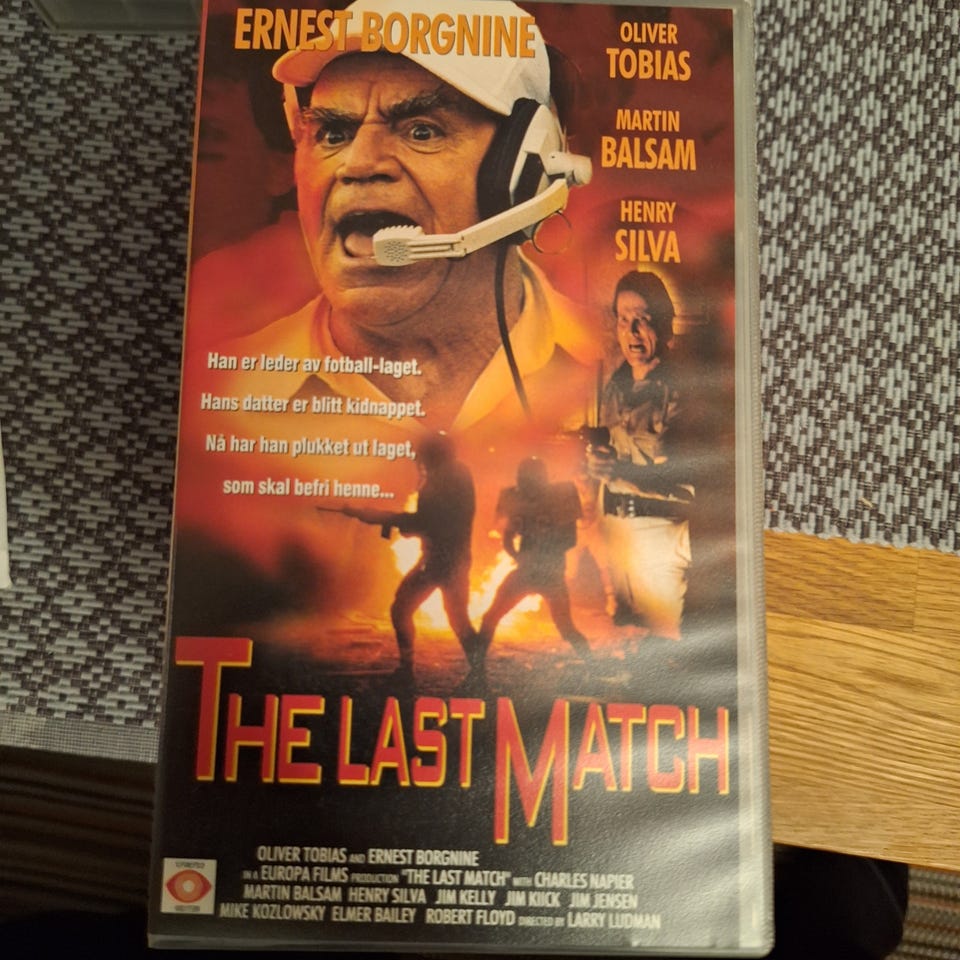 ERNEST BORGNINE
OLIVER
TOBIAS
MARTIN
BALSAM
HENRY
SILVA
Han er leder av fotball-laget.
Hans datter er blitt kidnappet.
Nå har han plukket ut laget,
som skal befri henne...
THE LAST MATCH
OLIVER TOBIAS AND ERNEST BORGNINE
IN A EUROPA FILMS PRODUCTION "THE LAST MATCH" WITH CHARLES NAPIER
MARTIN BALSAM HENRY SILVA JIM KELLY JIM KIICK JIM JENSEN
MIKE KOZLOWSKY ELMER BAILEY ROBERT FLOYD DIRECTED BY LARRY LUDMAN